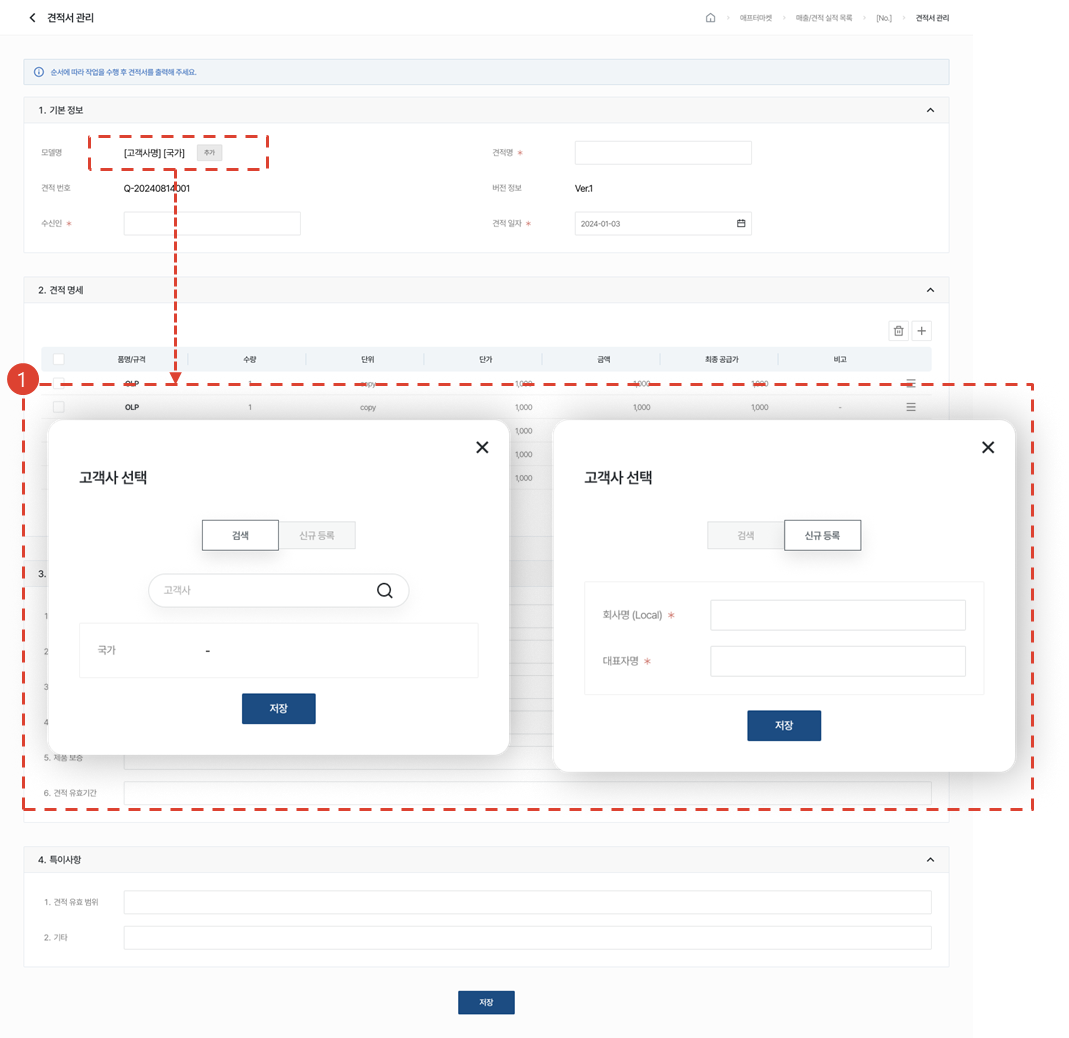 견적서 관리
애프터마켓
매출/견적 실적 목록
[No.]
견적서 관리
순서에 따라 작업을 수행 후 견적서를 출력해 주세요.
1. 기본 정보
모델명
[고객사명] [국가]
추가
견적명 *
견적 번호
Q-20240814001
버전 정보
Ver.1
수신인 *
견적 일자 *
2024-01-03
2. 견적 명세
품명/규격
수량
단위
단가
금액
최종 공급가
비고
1
OLP
1
copy
1,000
1,000
1,000
OLP
1
copy
1,000
1,000
1,000
-
1,000
1,000
1,000
고객사 선택
검색
신규 등록
고객사
국가
-
저장
고객사 선택
검색
신규 등록
회사명 (Local) *
대표자명 *
저장
3.
1
2
3
4
5. 제품 보증
6. 견적 유효기간
4. 특이사항
1. 견적 유효 범위
2. 기타
저장